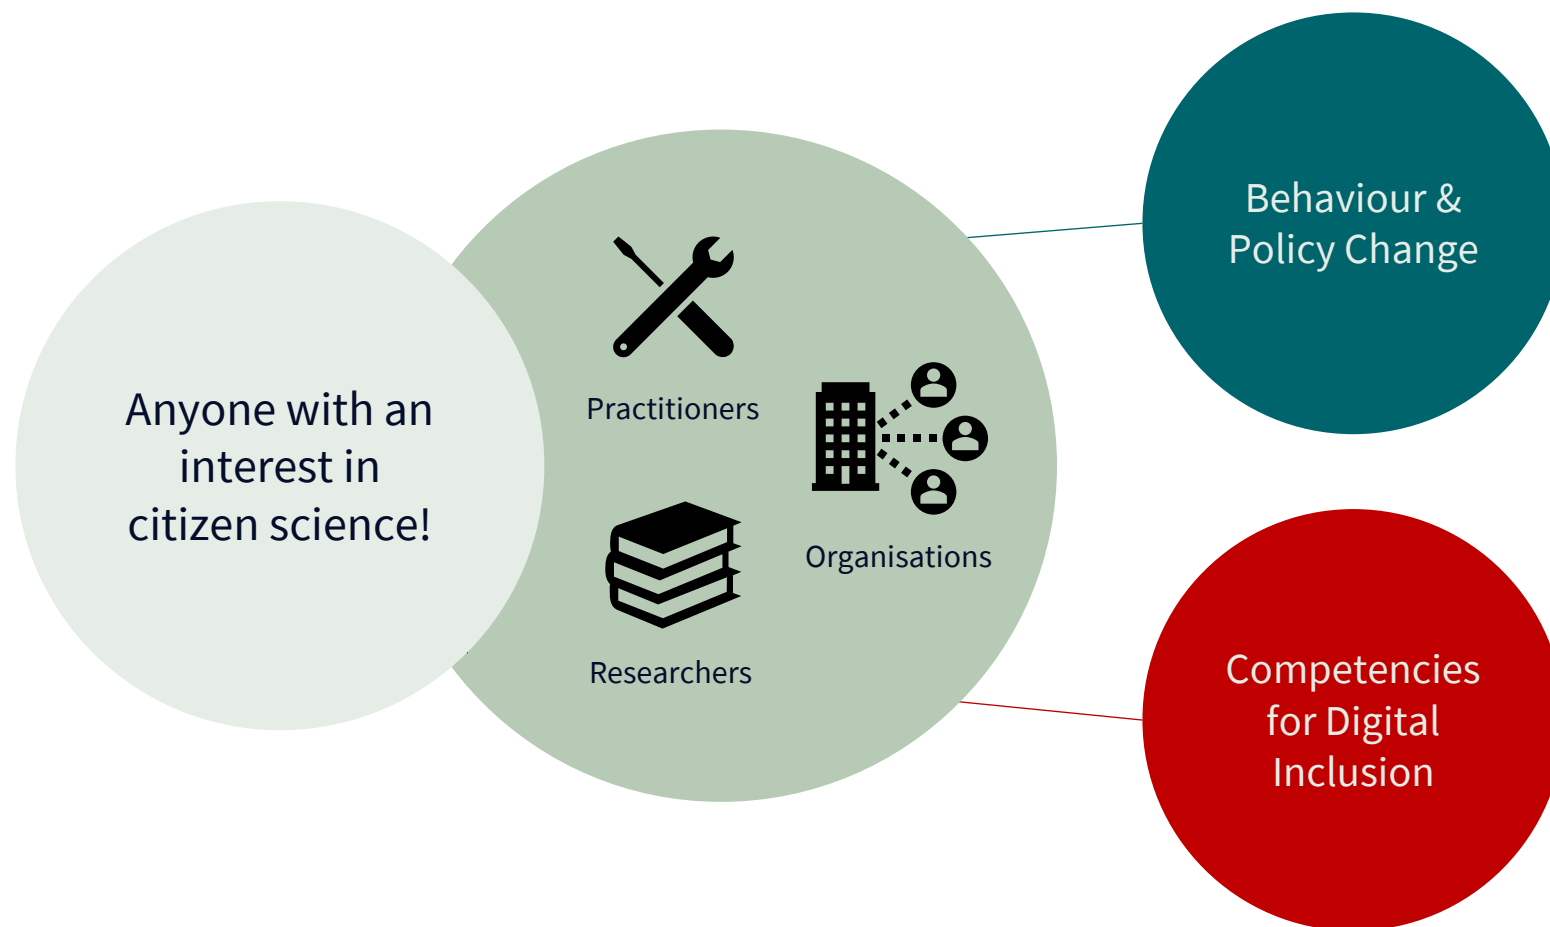 Anyone with an
interest in
citizen science!
Practitioners
Organisations
Researchers
Behaviour &
Policy Change
Competencies
for Digital
Inclusion